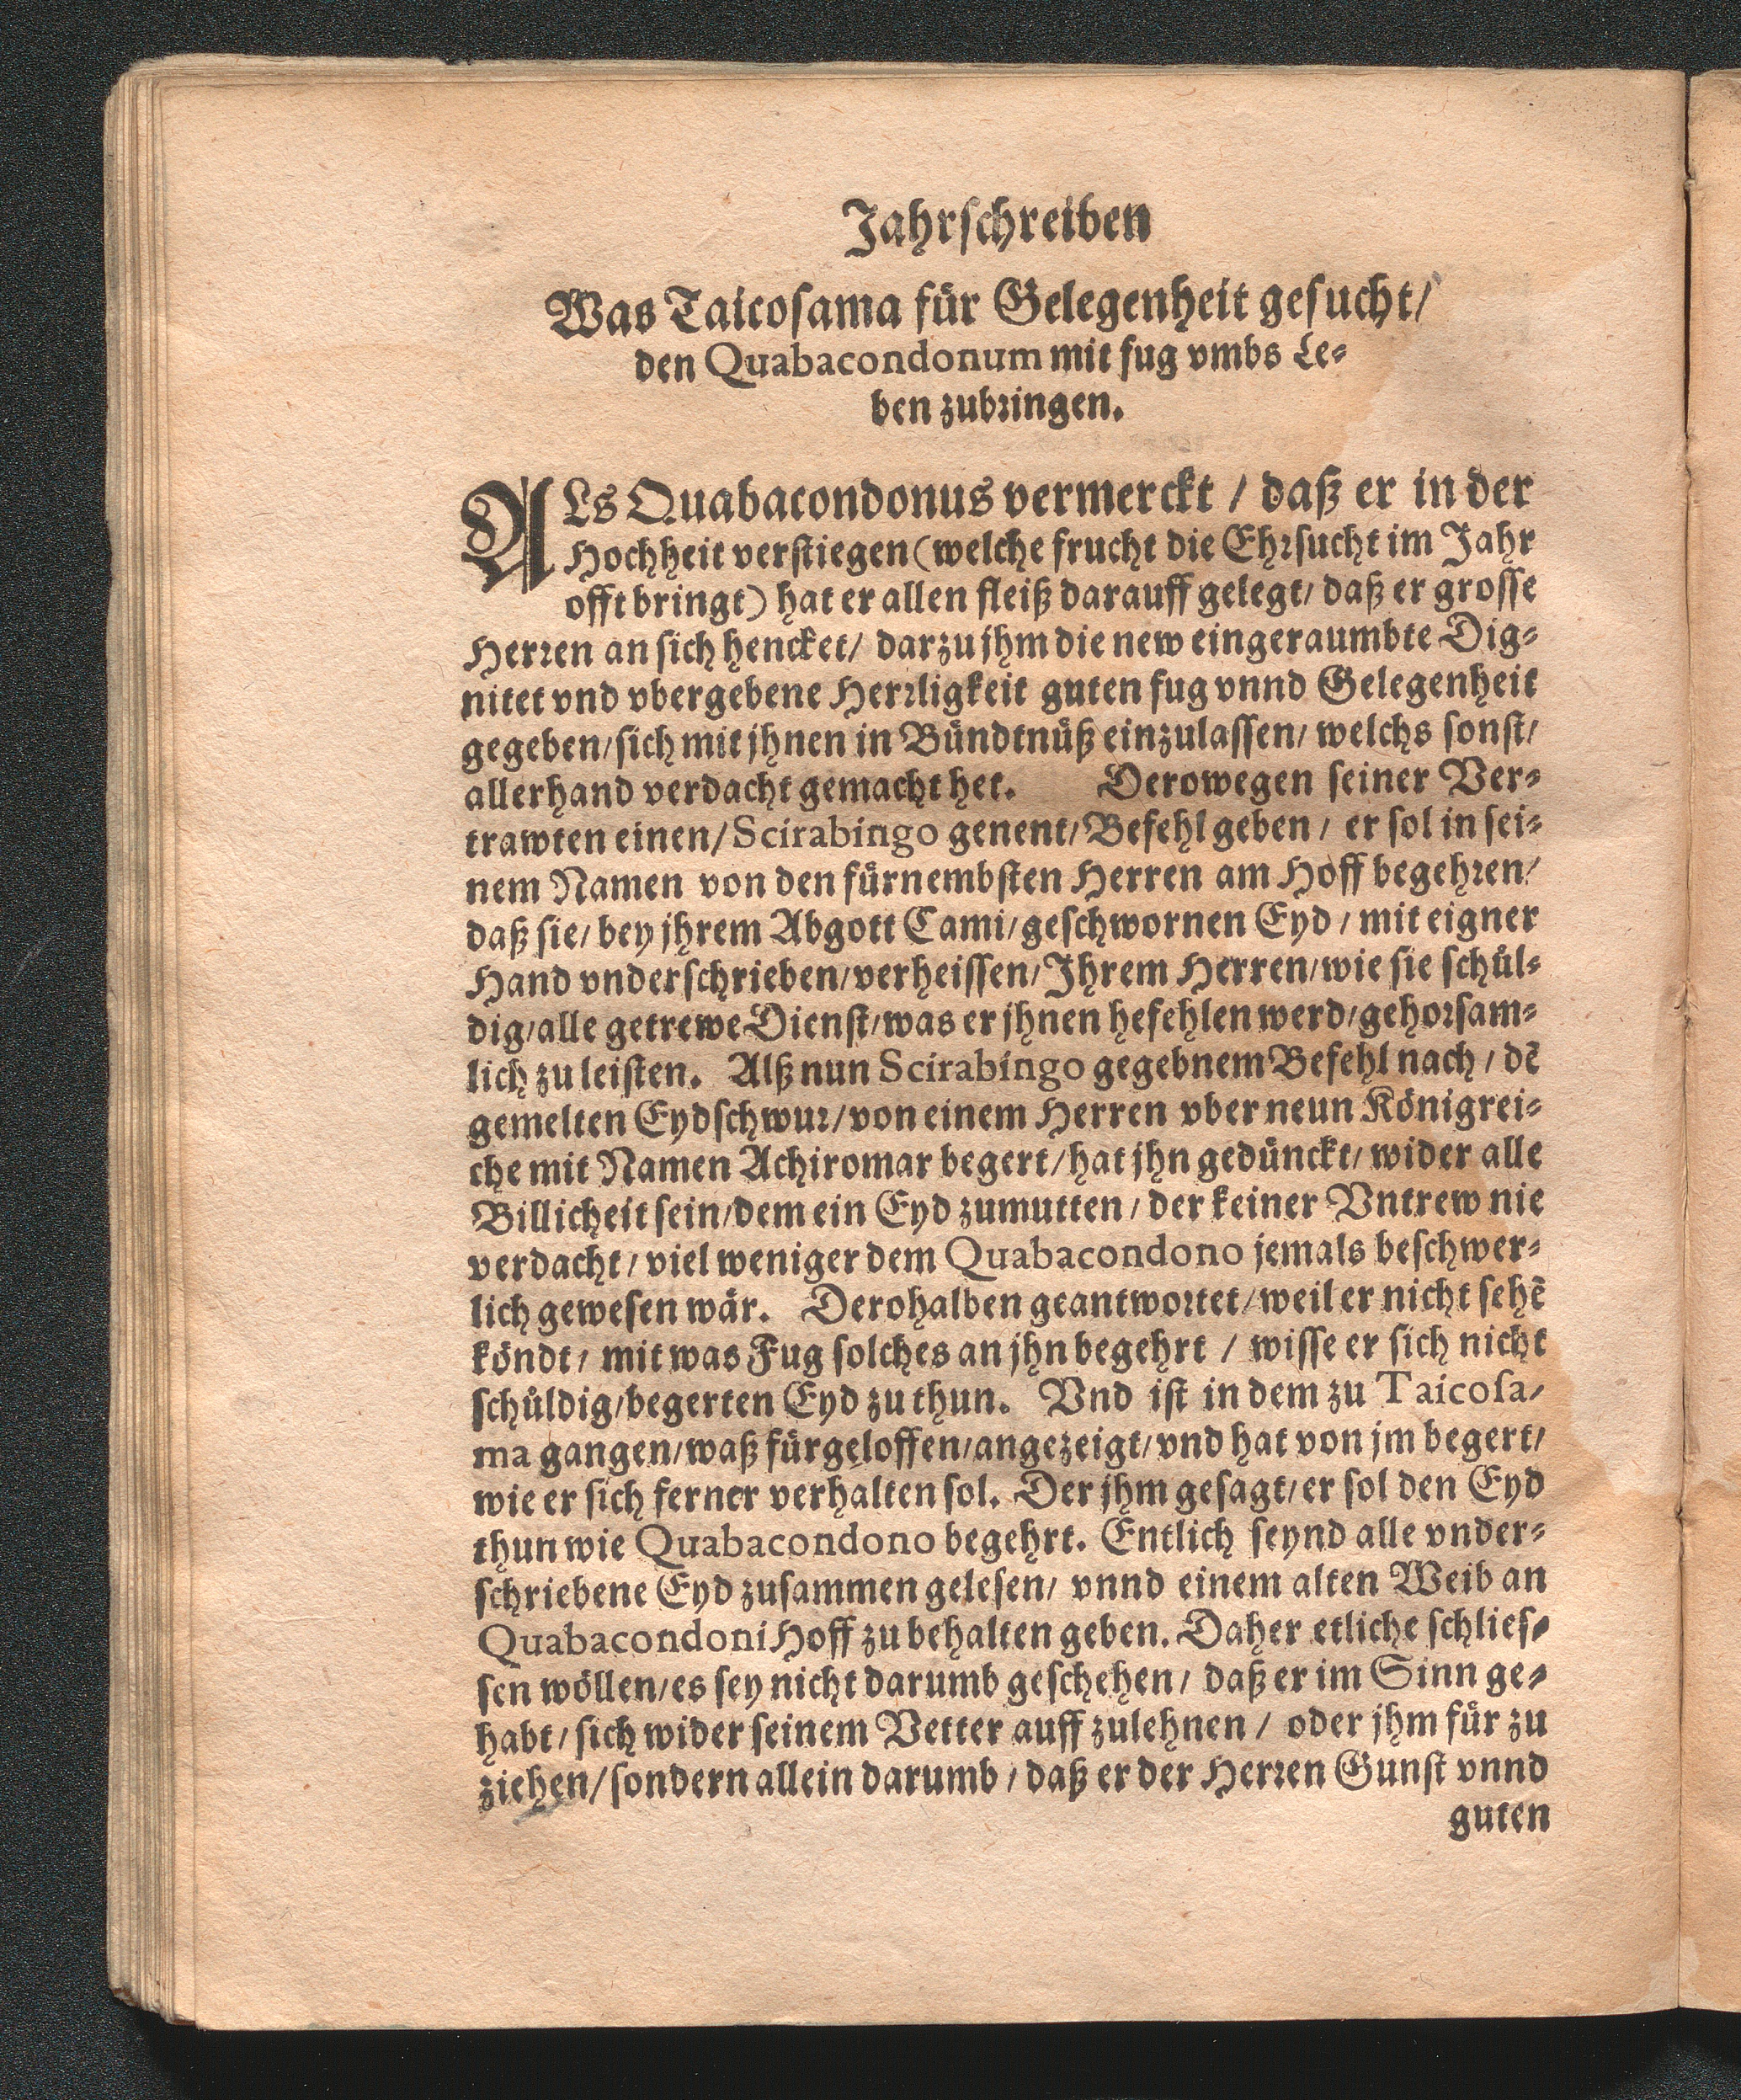 Jahrſchreiben
Was Taicoſama für Gelegenheit geſucht/
den Quabacondonum mit fug vmbs Le-
ben zubringen.
ALs Quabacondonus vermerckt / daß er in der
Hochheit verſtiegen (welche frucht die Ehrſucht im Jahr
offt bringt) hat er allen fleiß darauff gelegt/ daß er groſſe
Herren an ſich hencket/ darzu jhm die new eingeraumbte Dig-
nitet vnd vbergebene Herrligkeit guten fug vnnd Gelegenheit
gegeben/ſich mit jhnen in Bündtnüß einzulaſſen/ welchs ſonſt/
allerhand verdacht gemacht het. Derowegen ſeiner Ver-
trawten einen/Scirabingo genent/Befehl geben/ er ſol in ſei-
nem Namen von den fürnembſten Herren am Hoff begehren/
daß ſie/ bey jhrem Abgott Cami/geſchwornen Eyd/ mit eigner
Hand vnderſchrieben/verheiſſen/Ihrem Herren/wie ſie ſchül-
dig/alle getrewe Dienſt/was er jhnen hefehlen werd/gehorſam-
lich zu leiſten. Alß nun Scirabingo gegebnem Befehl nach / dē
gemelten Eydſchwur/von einem Herren vber neun Königrei-
che mit Namen Achiromar begert/hat jhn gedünckt/ wider alle
Billicheit ſein/dem ein Eyd zumutten/ der keiner Vntrew nie
verdacht/ viel weniger dem Quabacondono jemals beſchwer-
lich geweſen wär. Derohalben geantwortet/weil er nicht ſehē
köndt/ mit was Fug ſolches an jhn begehrt / wiſſe er ſich nicht
ſchüldig/begerten Eyd zu thun. Vnd iſt in dem zu Taicoſa-
ma gangen/waß fürgeloffen/angezeigt/vnd hat von jm begert/
wie er ſich ferner verhalten ſol. Der jhm geſagt/er ſol den Eyd
thun wie Quabacondono begehrt. Entlich ſeynd alle vnder-
ſchriebene Eyd zuſammen geleſen/ vnnd einem alten Weib an
Quabacondoni Hoff zu behalten geben. Daher etliche ſchlieſ-
ſen wöllen/es ſey nicht darumb geſchehen/ daß er im Sinn ge-
habt/ ſich wider ſeinem Vetter auff zulehnen / oder jhm für zu
ziehen/ſondern allein darumb/ daß er der Herren Gunſt vnnd
guten